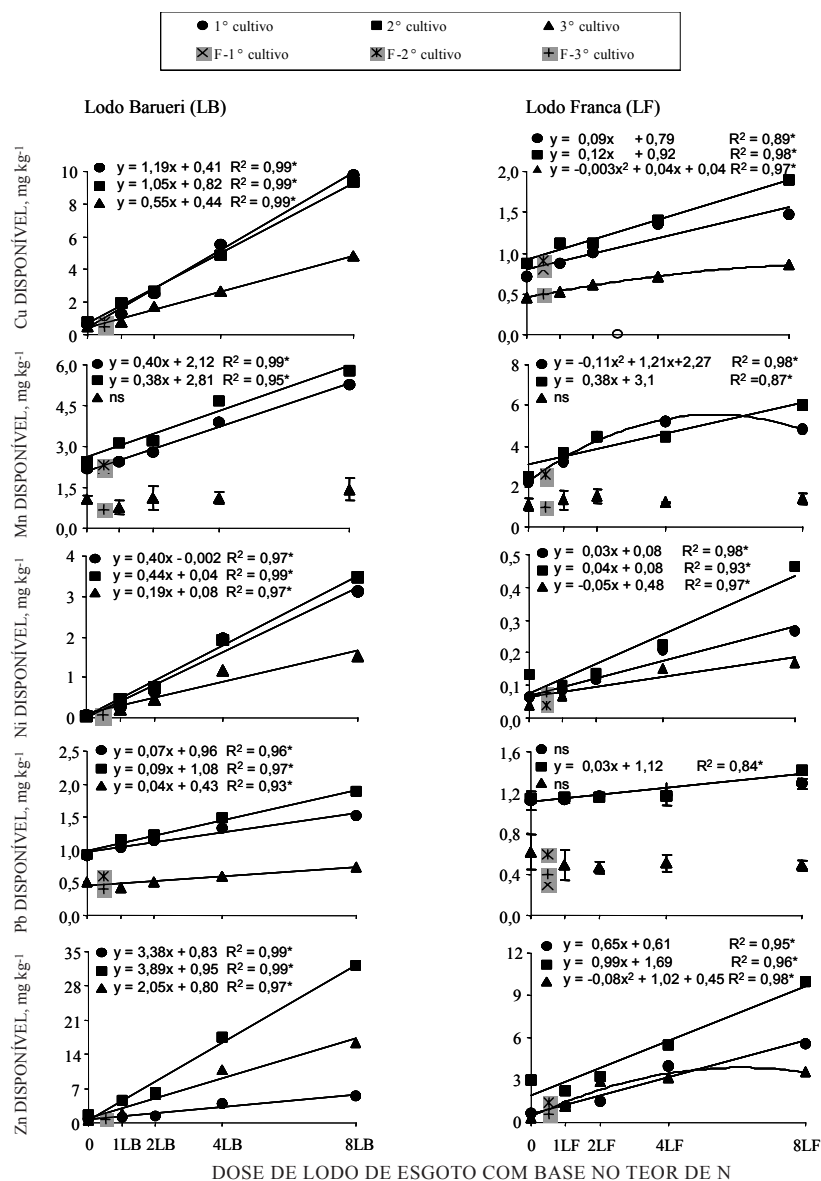 1° cultivo 2° cultivo 3° cultivo
F-1° cultivo F-2° cultivo F-3° cultivo
Lodo Barueri (LB)
Cu DISPONÍVEL, mg kg-1
10
8
6
4
2
0
y = 1,19x + 0,41 R2 = 0,99*
y = 1,05x + 0,82 R2 = 0,99*
y = 0,55x + 0,44 R2 = 0,99*
Lodo Franca (LF)
2,0
1,5
1,0
0,5
0,0
y = 0,09x + 0,79 R2 = 0,89*
y = 0,12x + 0,92 R2 = 0,98*
y = -0,003x2 + 0,04x + 0,04 R2 = 0,97*
Mn DISPONÍVEL, mg kg-1
6,0
4,5
3,0
1,5
0,0
y = 0,40x + 2,12 R2 = 0,99*
y = 0,38x + 2,81 R2 = 0,95*
ns
8
6
4
2
0
y = -0,11x2 + 1,21x+2,27 R2 = 0,98*
y = 0,38x + 3,1 R2 =0,87*
ns
Ni DISPONÍVEL, mg kg-1
4
3
2
1
0
y = 0,40x - 0,002 R2 = 0,97*
y = 0,44x + 0,04 R2 = 0,99*
y = 0,19x + 0,08 R2 = 0,97*
0,5
0,4
0,3
0,2
0,1
0,0
y = 0,03x + 0,08 R2 = 0,98*
y = 0,04x + 0,08 R2 = 0,93*
y = -0,05x + 0,48 R2 = 0,97*
Pb DISPONÍVEL, mg kg-1
2,5
2,0
1,5
1,0
0,5
0,0
y = 0,07x + 0,96 R2 = 0,96*
y = 0,09x + 1,08 R2 = 0,97*
y = 0,04x + 0,43 R2 = 0,93*
1,6
1,2
0,8
0,4
0,0
ns
y = 0,03x + 1,12 R2 = 0,84*
ns
Zn DISPONÍVEL, mg kg-1
35
28
21
14
7
0
y = 3,38x + 0,83 R2 = 0,99*
y = 3,89x + 0,95 R2 = 0,99*
y = 2,05x + 0,80 R2 = 0,97*
0 1LB 2LB 4LB 8LB
12
9
6
3
0
y = 0,65x + 0,61 R2 = 0,95*
y = 0,99x + 1,69 R2 = 0,96*
y = -0,08x2 + 1,02 + 0,45 R2 = 0,98*
0 1LF 2LF 4LF 8LF
DOSE DE LODO DE ESGOTO COM BASE NO TEOR DE N